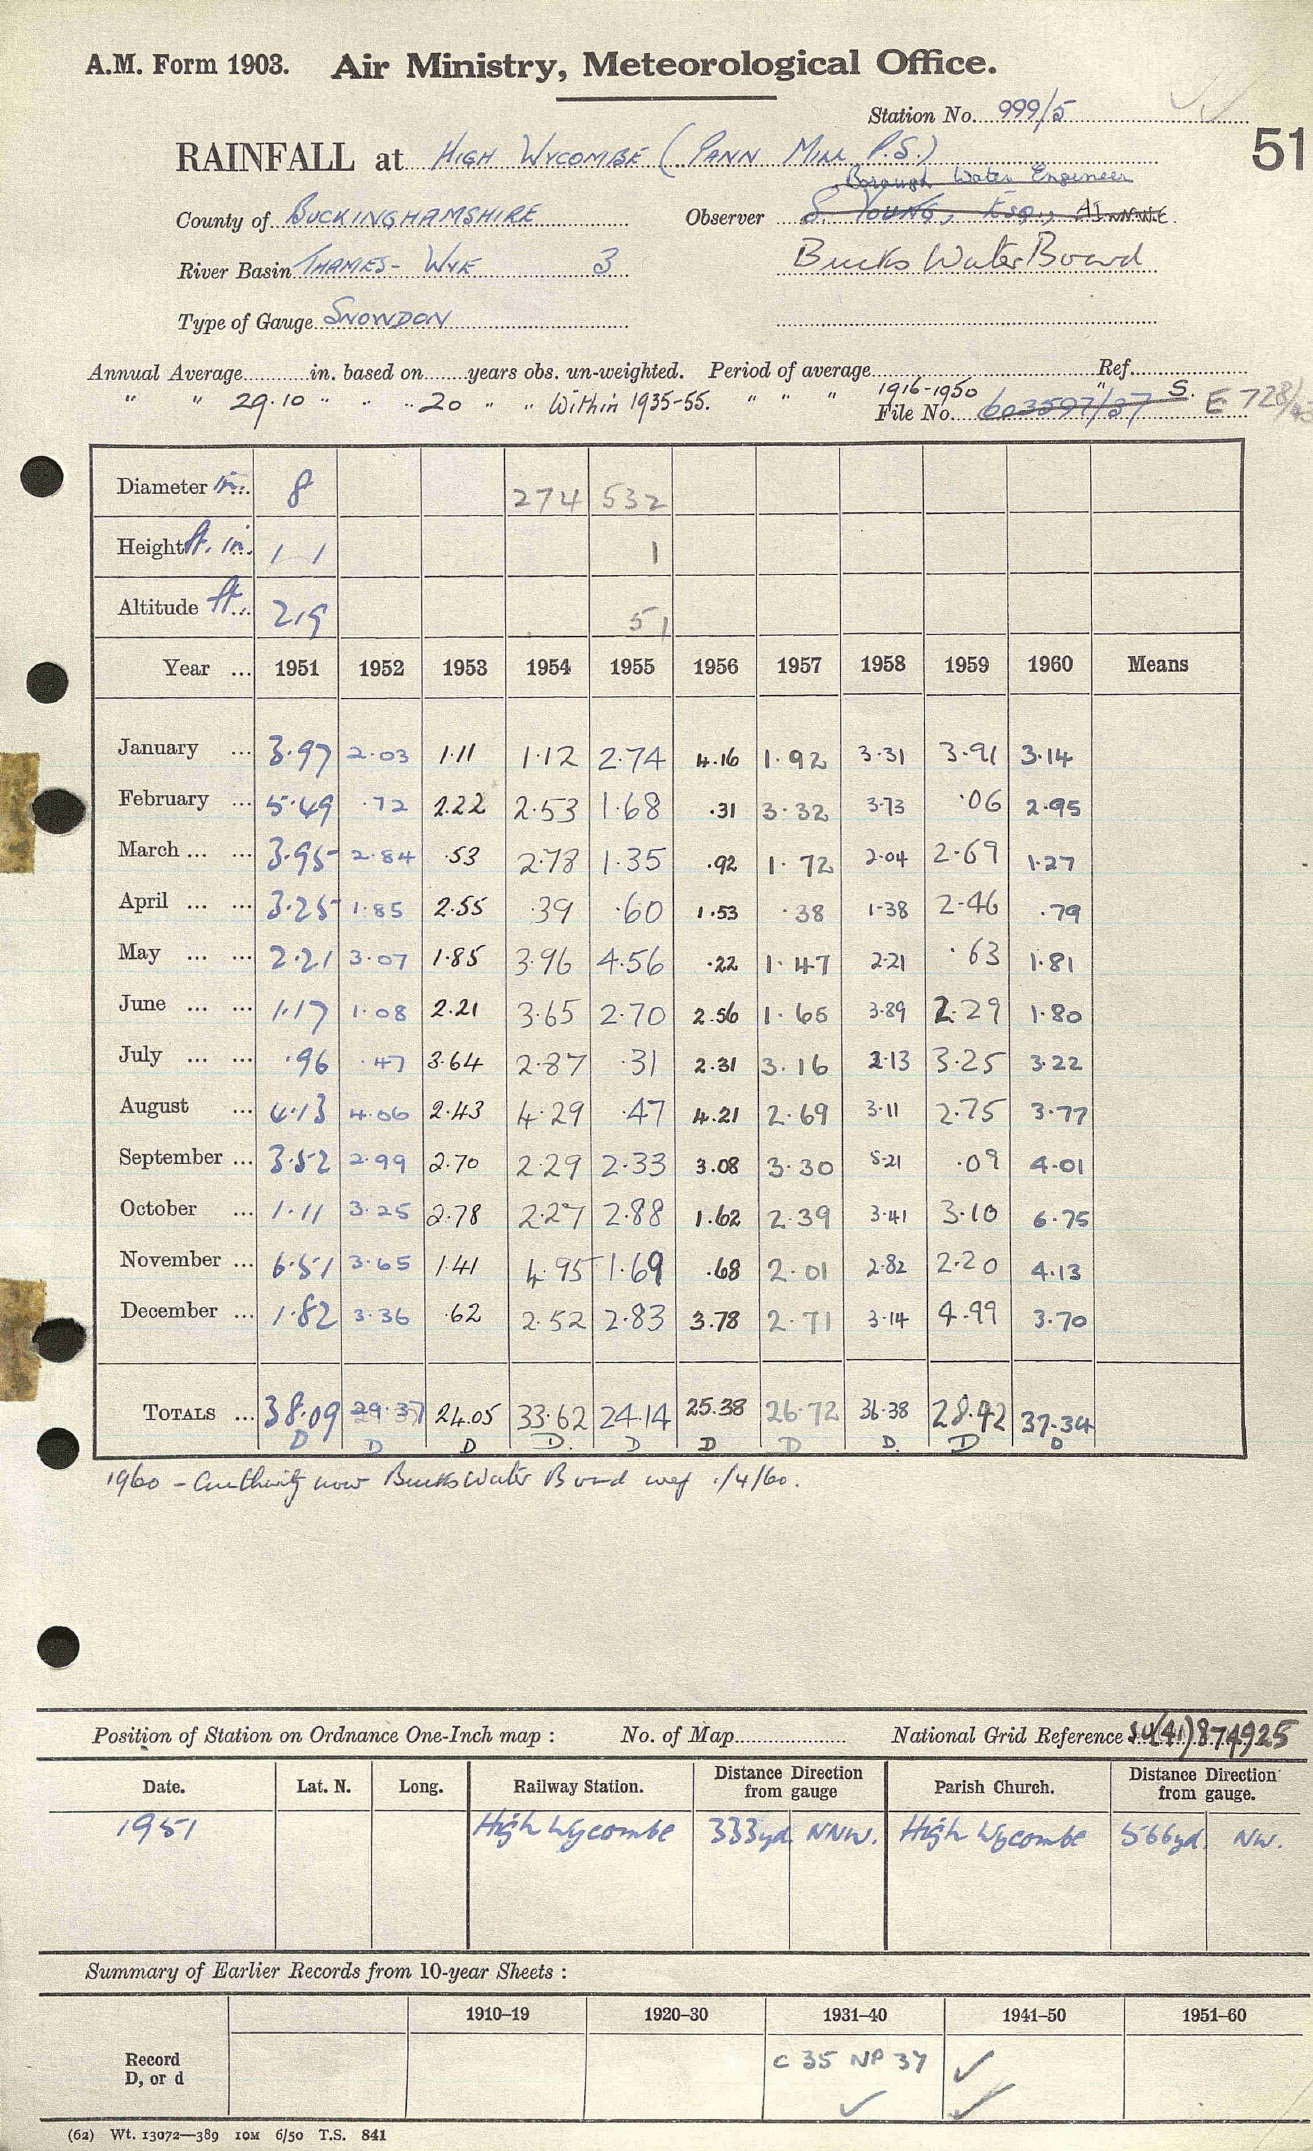 A.M. Form 1903. Air Ministry, Meteorological Office.
Station No. 999/5
51
RAINFALL at HIGH WYCOMBE (PANN MILL P.S.)
Borough Water Engineer
County of BUCKINGHAMSHIRE Observer S. YOUNG, ESQ., A.I.N.W.E.
River Basin THAMES - WYE 3 Bucks Water Board
Type of Gauge SNOWDON
Annual Average in. based on years obs. un-weighted. Period of average Ref.
" " 29.10 " " " 20 " " Within 1935-55. " " " 1916-1950 " S.
File No. 603597/37 E 728/
Diameter in. 8 274 532
Height ft. in. 1 1 1
Altitude ft. 219 51
Year ... 1951 1952 1953 1954 1955 1956 1957 1958 1959 1960 Means
January ... 3.97 2.03 1.11 1.12 2.74 4.16 1.92 3.31 3.91 3.14
February ... 5.49 .72 2.22 2.53 1.68 .31 3.32 3.73 .06 2.95
March ... ... 3.95 2.84 .53 2.78 1.35 .92 1.72 2.04 2.69 1.27
April ... ... 3.25 1.85 2.55 .39 .60 1.53 .38 1.38 2.46 .79
May ... ... 2.21 3.07 1.85 3.96 4.56 .22 1.47 2.21 .63 1.81
June ... ... 1.17 1.08 2.21 3.65 2.70 2.56 1.65 3.89 2.29 1.80
July ... ... .96 .47 3.64 2.87 .31 2.31 3.16 2.13 3.25 3.22
August ... 4.13 4.06 2.43 4.29 .47 4.21 2.69 3.11 2.75 3.77
September ... 3.52 2.99 2.70 2.29 2.33 3.08 3.30 5.21 .09 4.01
October ... 1.11 3.25 2.78 2.27 2.88 1.62 2.39 3.41 3.10 6.75
November ... 6.51 3.65 1.41 4.95 1.69 .68 2.01 2.82 2.20 4.13
December ... 1.82 3.36 .62 2.52 2.83 3.78 2.71 3.14 4.99 3.70
TOTALS ... 38.09 29.37 24.05 33.62 24.14 25.38 26.72 36.38 28.42 37.34
D D D D. D D D D. D D
1960 - Authority now Bucks Water Board wef 1/4/60.
Position of Station on Ordnance One-Inch map : No. of Map National Grid Reference SU(41)874925
Date. Lat. N. Long. Railway Station. Distance Direction from gauge Parish Church. Distance Direction from gauge.
1951 High Wycombe 333yd. NNW. High Wycombe 566yd. NW.
Summary of Earlier Records from 10-year Sheets :
1910–19 1920–30 1931–40 1941–50 1951–60
Record C 35 NP 37 ✓
D, or d ✓ ✓
(62) Wt. 13072—389 10M 6/50 T.S. 841